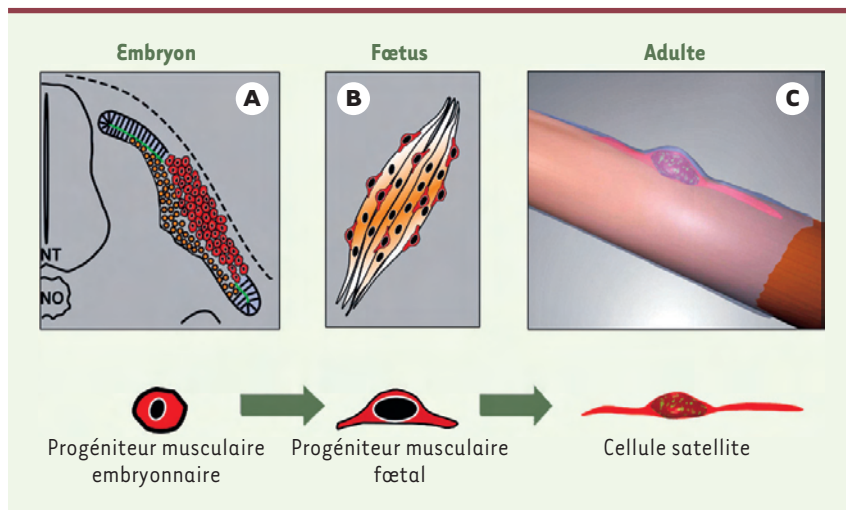 Embryon
Fœtus
Adulte
A
B
C
NT
NO
Progéniteur musculaire
embryonnaire
Progéniteur musculaire
fœtal
Cellule satellite